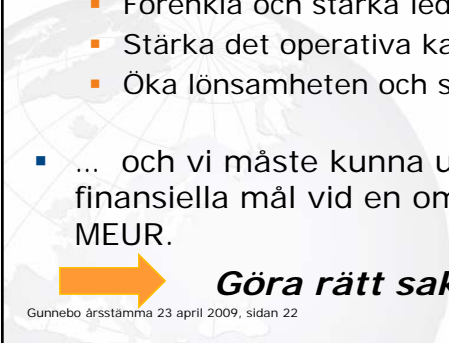 Förenkla och stärka led
Stärka det operativa ka
Öka lönsamheten och s
... och vi måste kunna u
finansiella mål vid en om
MEUR.
Göra rätt sak
Gunnebo årsstämma 23 april 2009, sidan 22